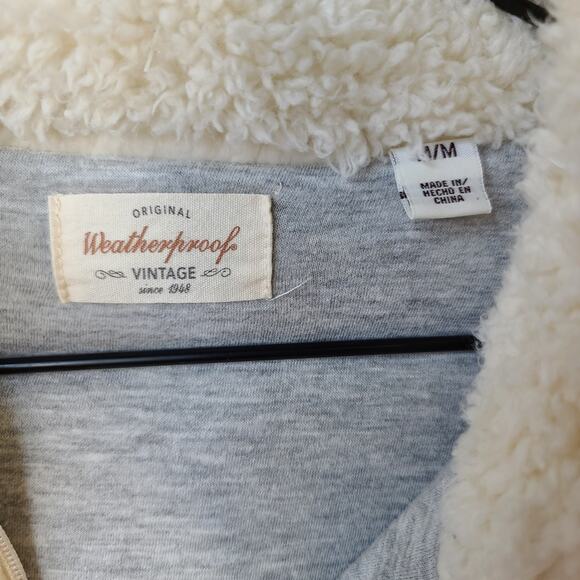 ORIGINAL
Weatherproof®
VINTAGE
since 1948
M/M
MADE IN/
HECHO EN
CHINA